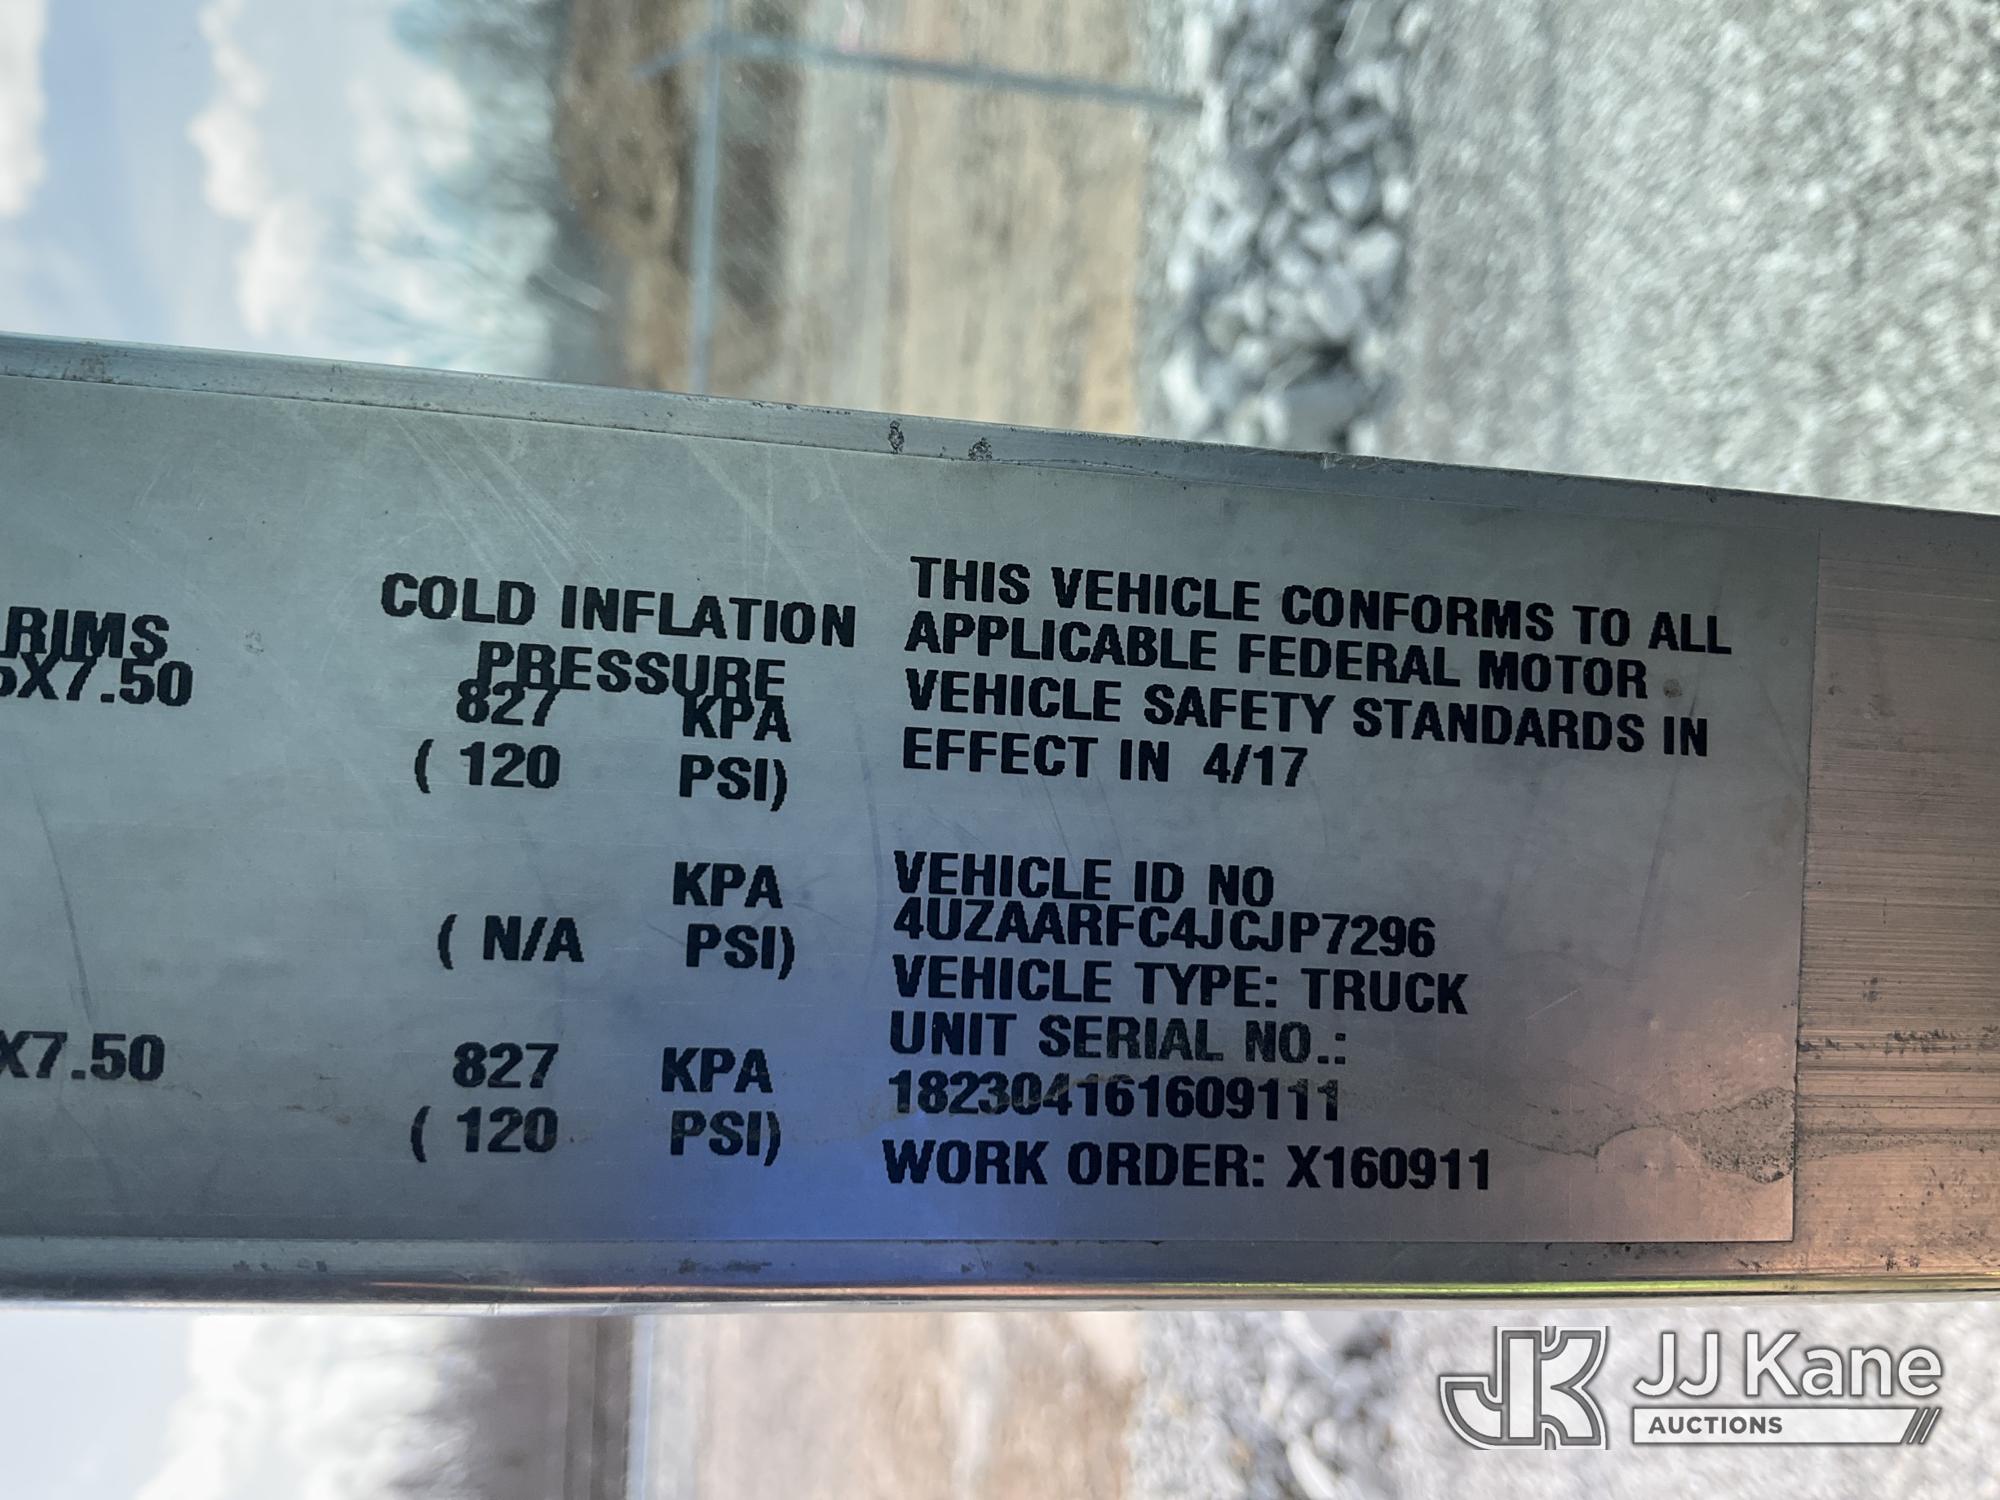 RIMS
X7.50
COLD INFLATION
PRESSURE
827 KPA
( 120 PSI)
KPA
( N/A PSI)
X7.50
827 KPA
( 120 PSI)
THIS VEHICLE CONFORMS TO ALL
APPLICABLE FEDERAL MOTOR
VEHICLE SAFETY STANDARDS IN
EFFECT IN 4/17
VEHICLE ID NO
4UZAARFC4JCJP7296
VEHICLE TYPE: TRUCK
UNIT SERIAL NO.:
182304161609111
WORK ORDER: X160911
JK JJ Kane
AUCTIONS